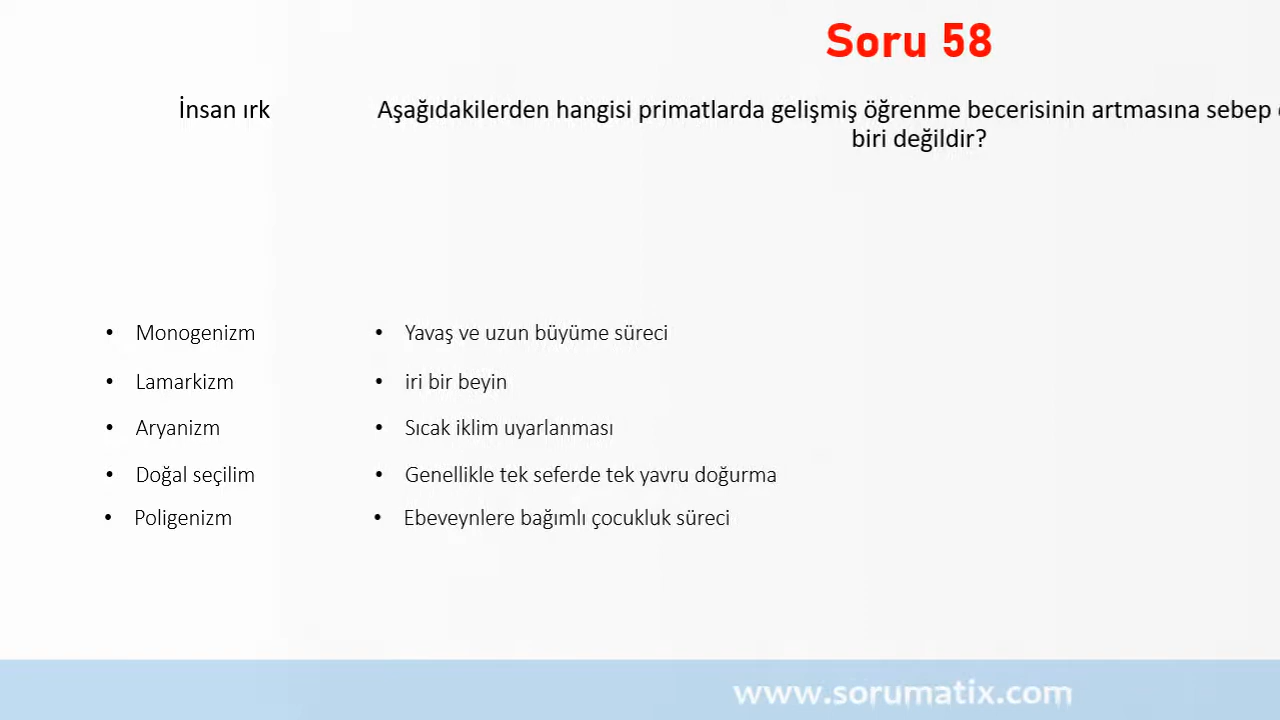 Soru 58
İnsan ırk
Aşağıdakilerden hangisi primatlarda gelişmiş öğrenme becerisinin artmasına sebep
biri değildir?
• Monogenizm
• Lamarkizm
• Aryanizm
• Doğal seçilim
• Poligenizm
• Yavaş ve uzun büyüme süreci
• iri bir beyin
• Sıcak iklim uyarlanması
• Genellikle tek seferde tek yavru doğurma
• Ebeveynlere bağımlı çocukluk süreci
www.sorumatix.com